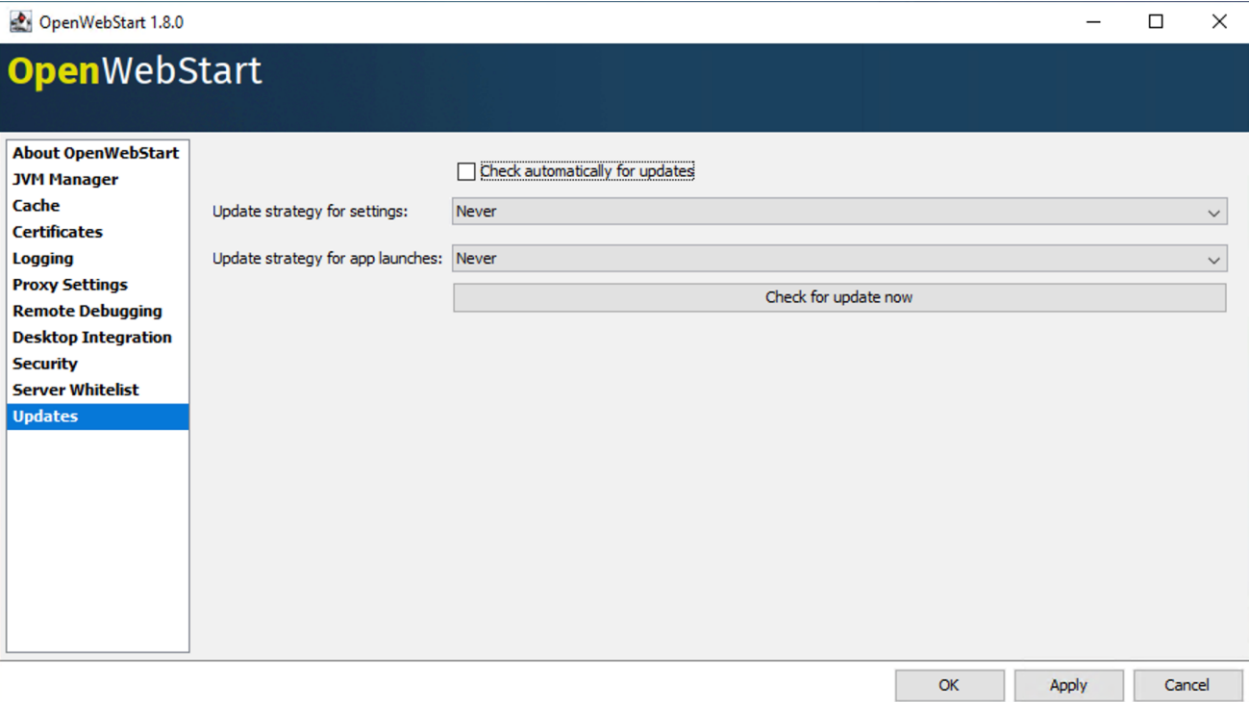 OpenWebStart 1.8.0
OpenWebStart
About OpenWebStart
JVM Manager
Cache
Certificates
Logging
Proxy Settings
Remote Debugging
Desktop Integration
Security
Server Whitelist
Updates
Check automatically for updates
Update strategy for settings: Never
Update strategy for app launches: Never
Check for update now
OK Apply Cancel